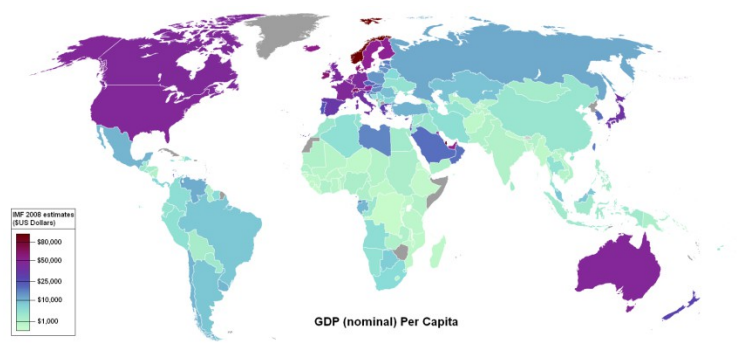 IMF 2008 estimates
($US Dollars)
$80,000
$50,000
$25,000
$10,000
$1,000
GDP (nominal) Per Capita